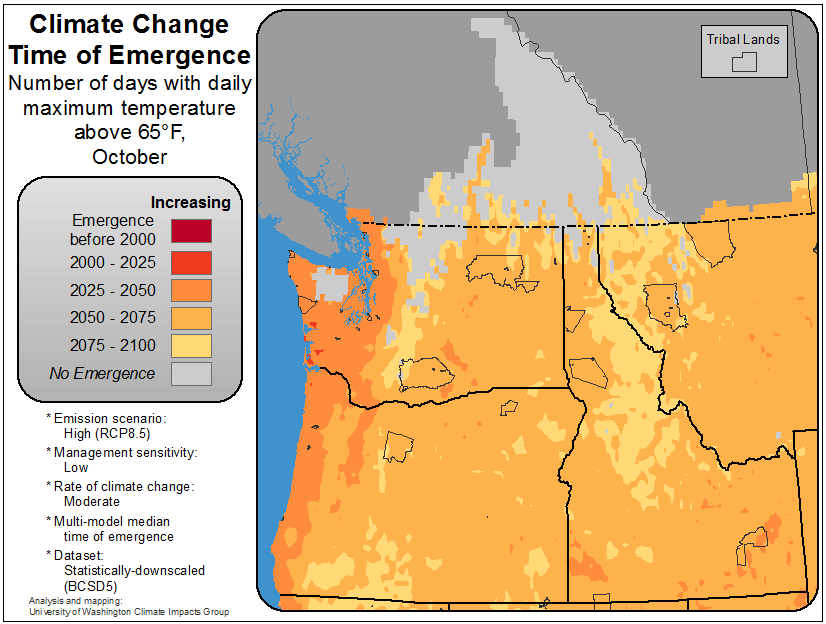 Climate Change
Time of Emergence
Number of days with daily
maximum temperature
above 65°F,
October
Tribal Lands
Increasing
Emergence
before 2000
2000 - 2025
2025 - 2050
2050 - 2075
2075 - 2100
No Emergence
* Emission scenario:
High (RCP8.5)
* Management sensitivity:
Low
* Rate of climate change:
Moderate
* Multi-model median
time of emergence
* Dataset:
Statistically-downscaled
(BCSD5)
Analysis and mapping:
University of Washington Climate Impacts Group